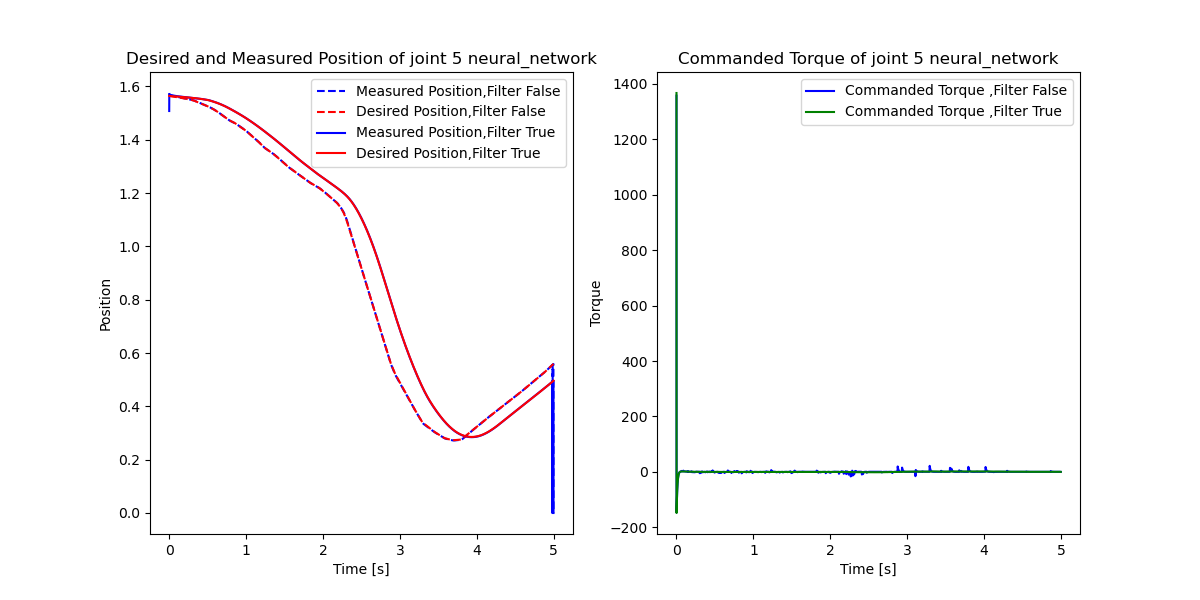 Desired and Measured Position of joint 5 neural_network
Measured Position,Filter False
Desired Position,Filter False
Measured Position,Filter True
Desired Position,Filter True
1.6
1.4
1.2
1.0
0.8
0.6
0.4
0.2
0.0
Position
0 1 2 3 4 5
Time [s]
Commanded Torque of joint 5 neural_network
Commanded Torque ,Filter False
Commanded Torque ,Filter True
1400
1200
1000
800
600
400
200
0
−200
Torque
0 1 2 3 4 5
Time [s]